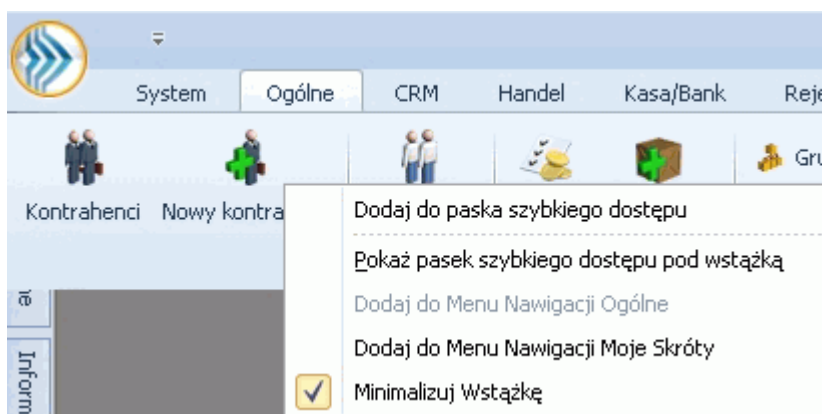 System Ogólne CRM Handel Kasa/Bank
Kontrahenci Nowy
Dodaj do paska szybkiego dostępu
Pokaż pasek szybkiego dostępu pod wstążką
Dodaj do Menu Nawigacji Ogólne
Dodaj do Menu Nawigacji Moje Skróty
Minimalizuj Wstążkę